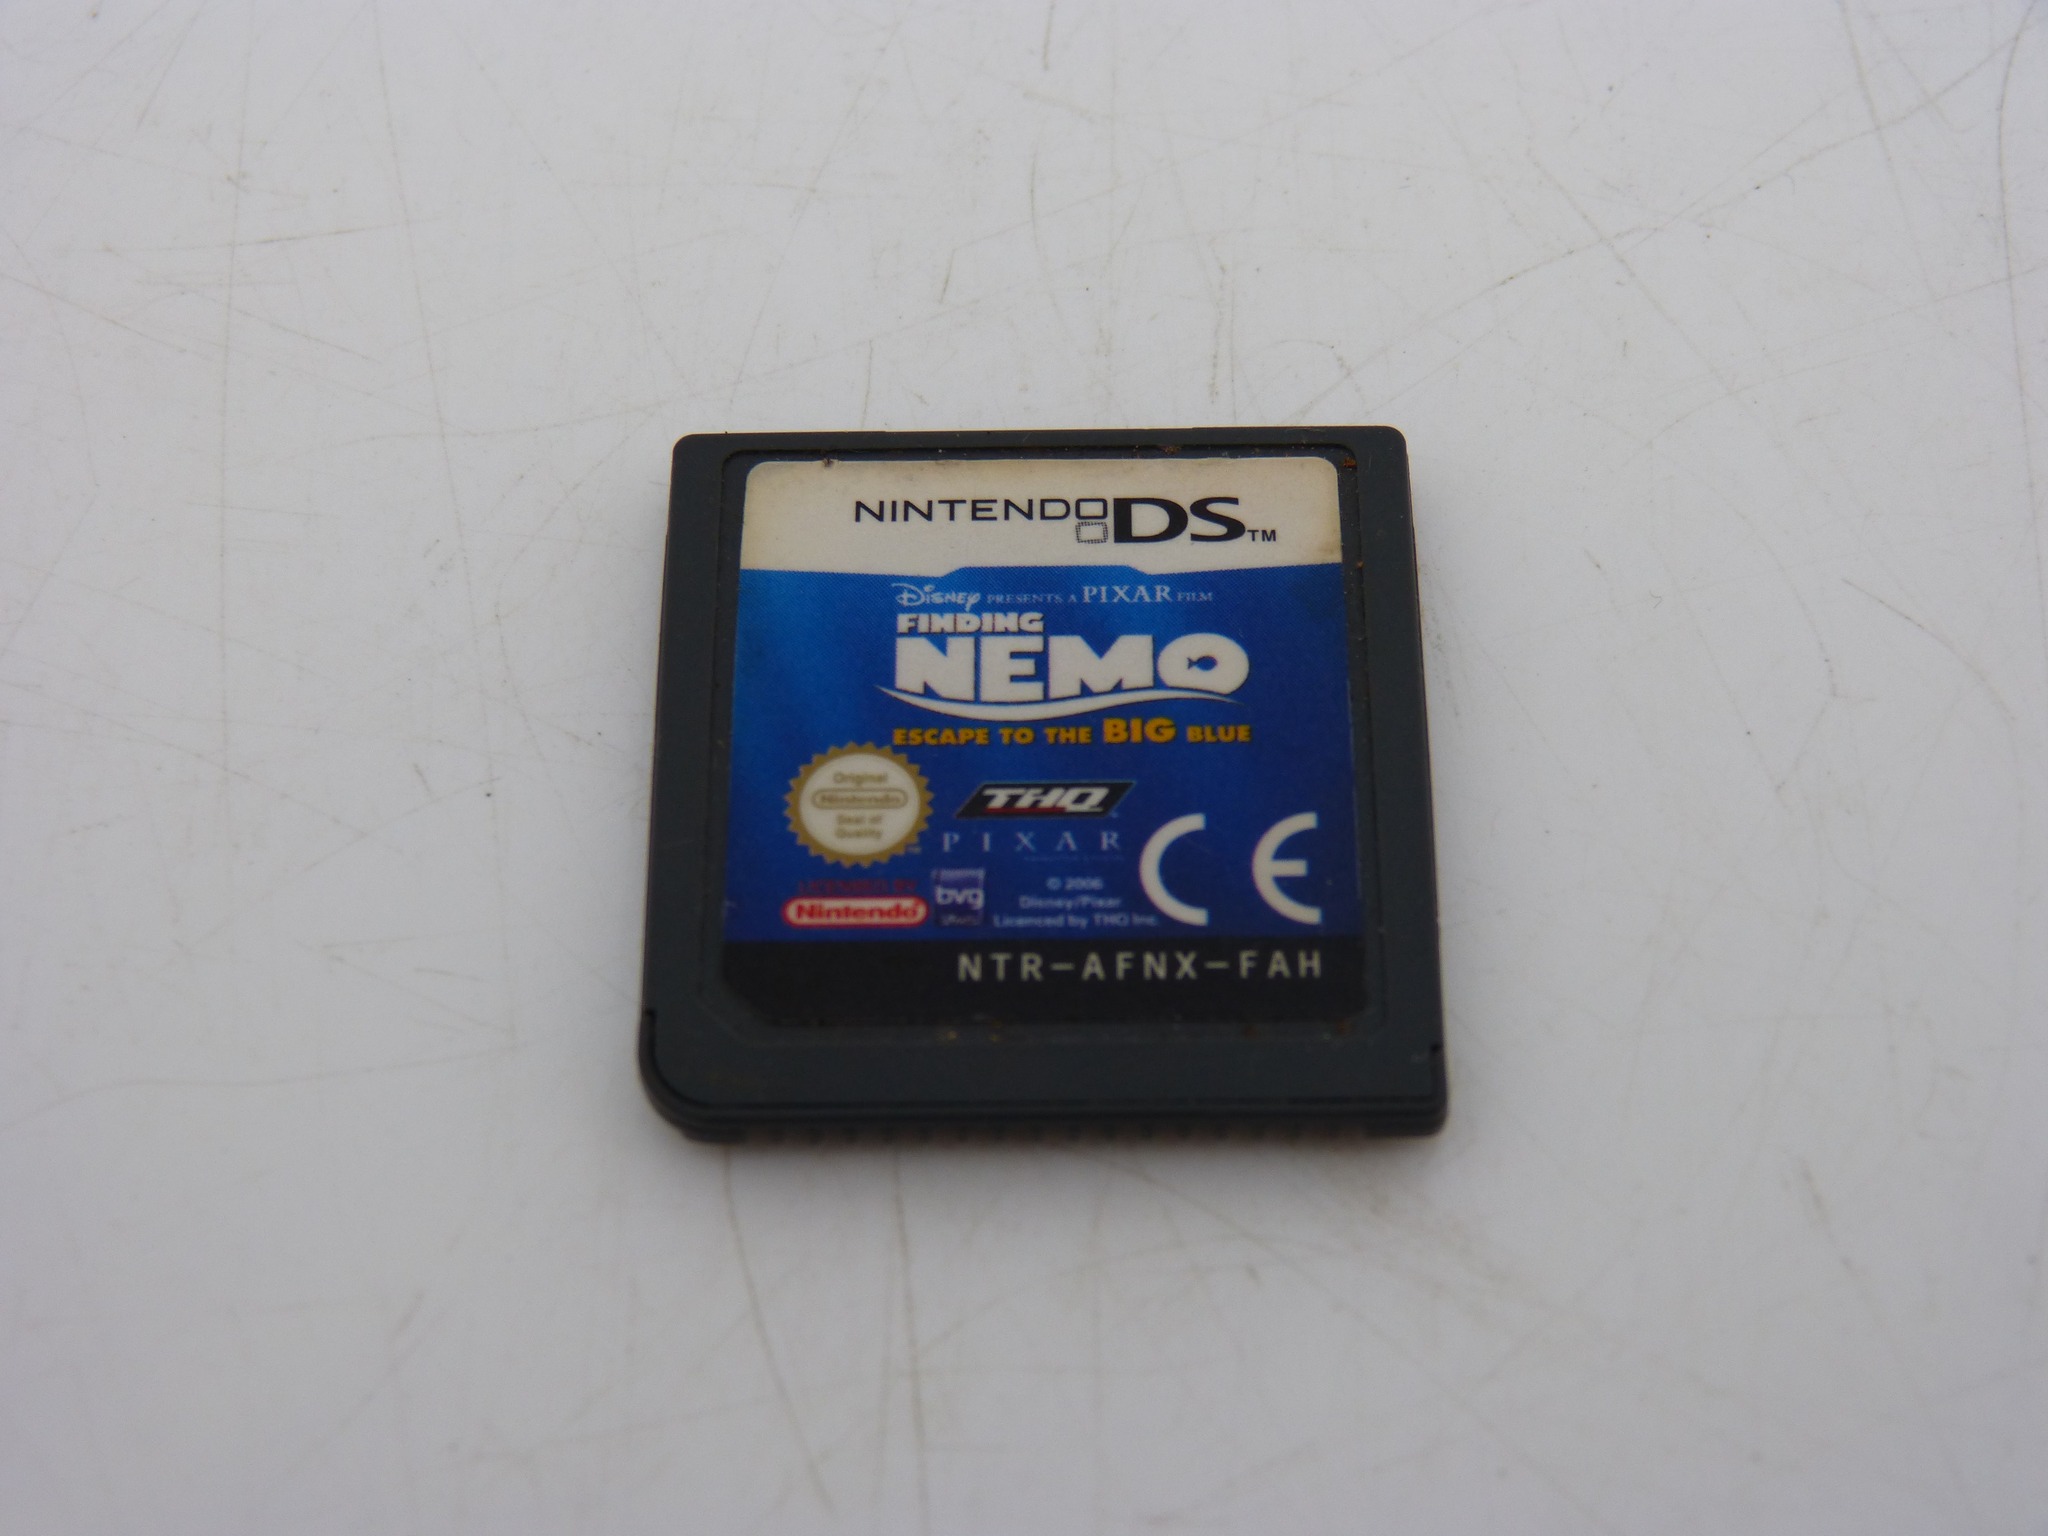 NINTENDO DS™
Disney PRESENTS A PIXAR FILM
FINDING
NEMO
ESCAPE TO THE BIG BLUE
Original
Nintendo
Seal of
Quality
™
THQ
PIXAR
LICENSED BY
Nintendo
bvg
© 2006
Disney/Pixar
Licenced by THQ Inc.
CE
NTR-AFNX-FAH